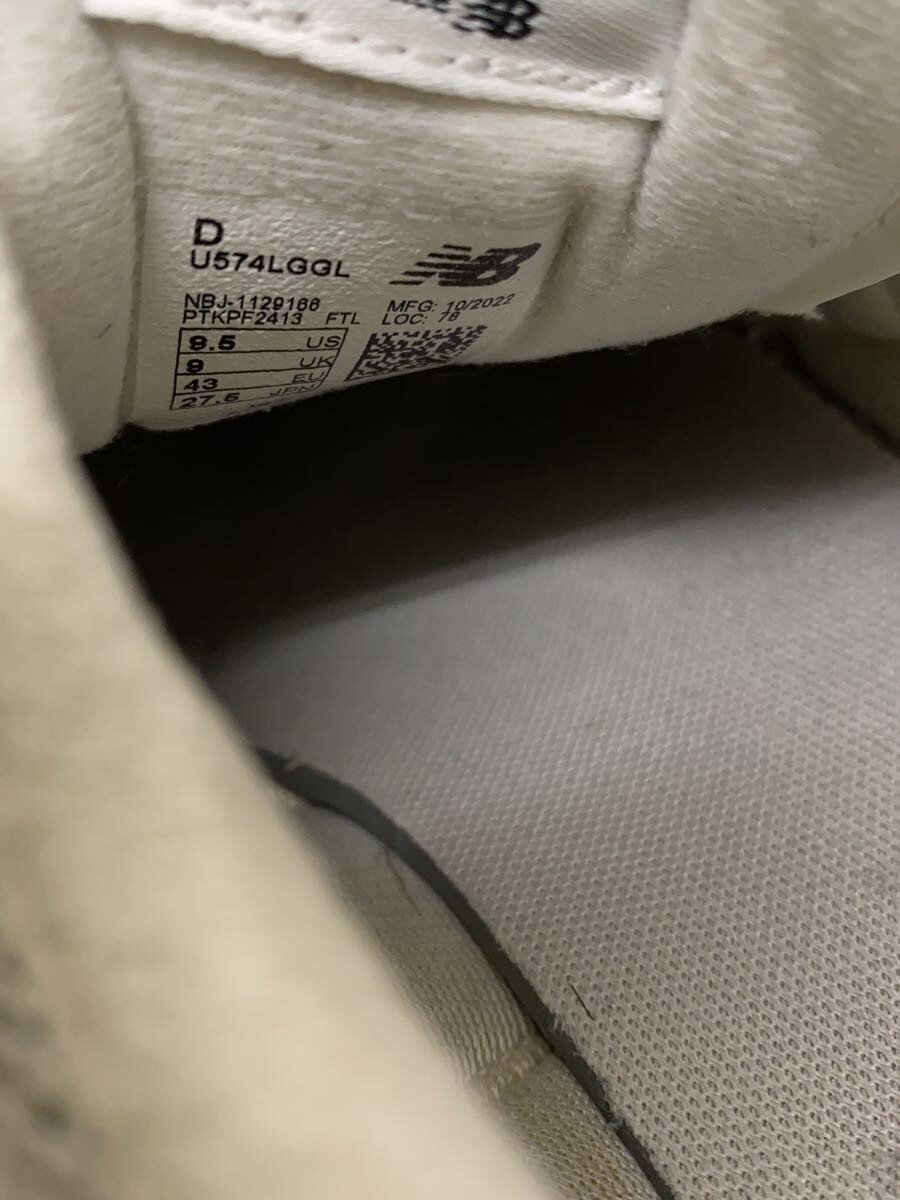 D
U574LGGL
NB
NBJ-1129166
MFG: 10/2022
PTKPF2413 FTL
LOC: 78
9.5 US
9 UK
43 EU
27.5 JPN